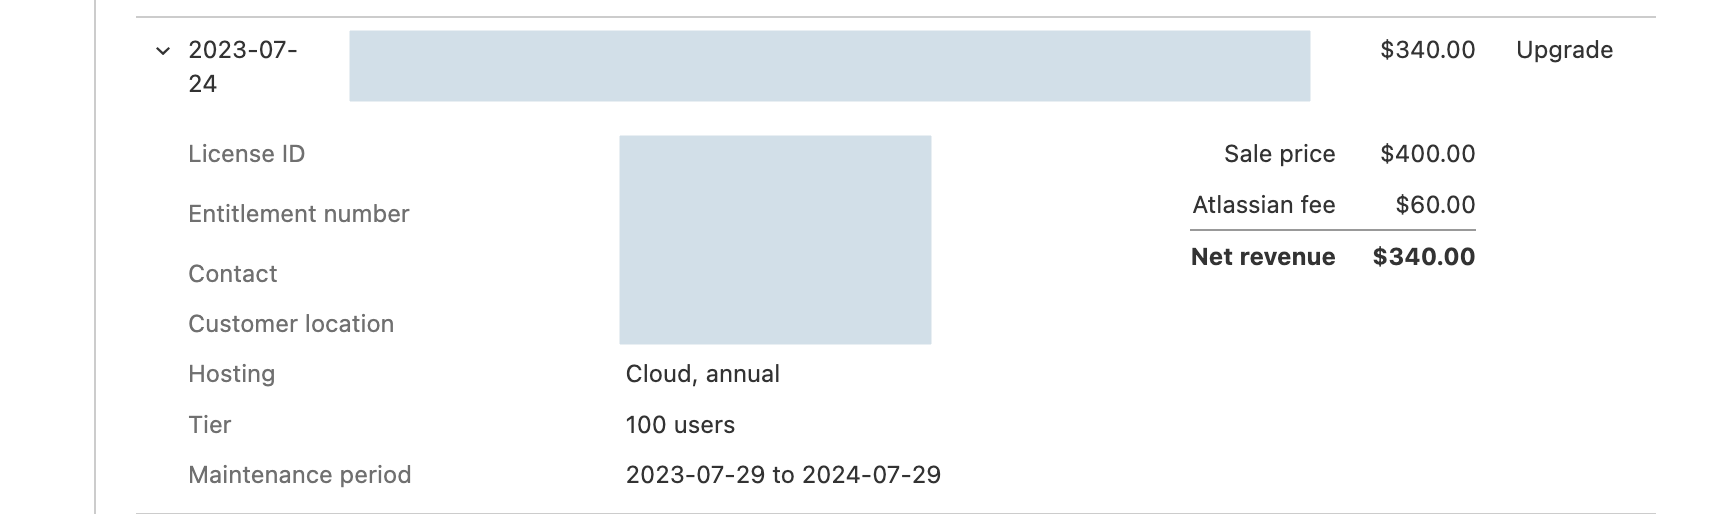 2023-07- $340.00 Upgrade
24
License ID
Sale price $400.00
Entitlement number
Atlassian fee $60.00
Contact
Net revenue $340.00
Customer location
Hosting Cloud, annual
Tier 100 users
Maintenance period 2023-07-29 to 2024-07-29